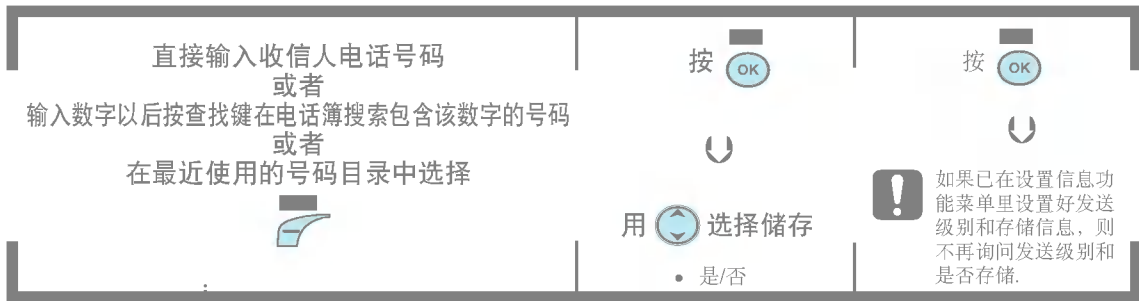 直接输入收信人电话号码
或者
输入数字以后按查找键在电话簿搜索包含该数字的号码
或者
在最近使用的号码目录中选择
按 OK
用 选择储存
• 是/否
按 OK
如果已在设置信息功
能菜单里设置好发送
级别和存储信息，则
不再询问发送级别和
是否存储.